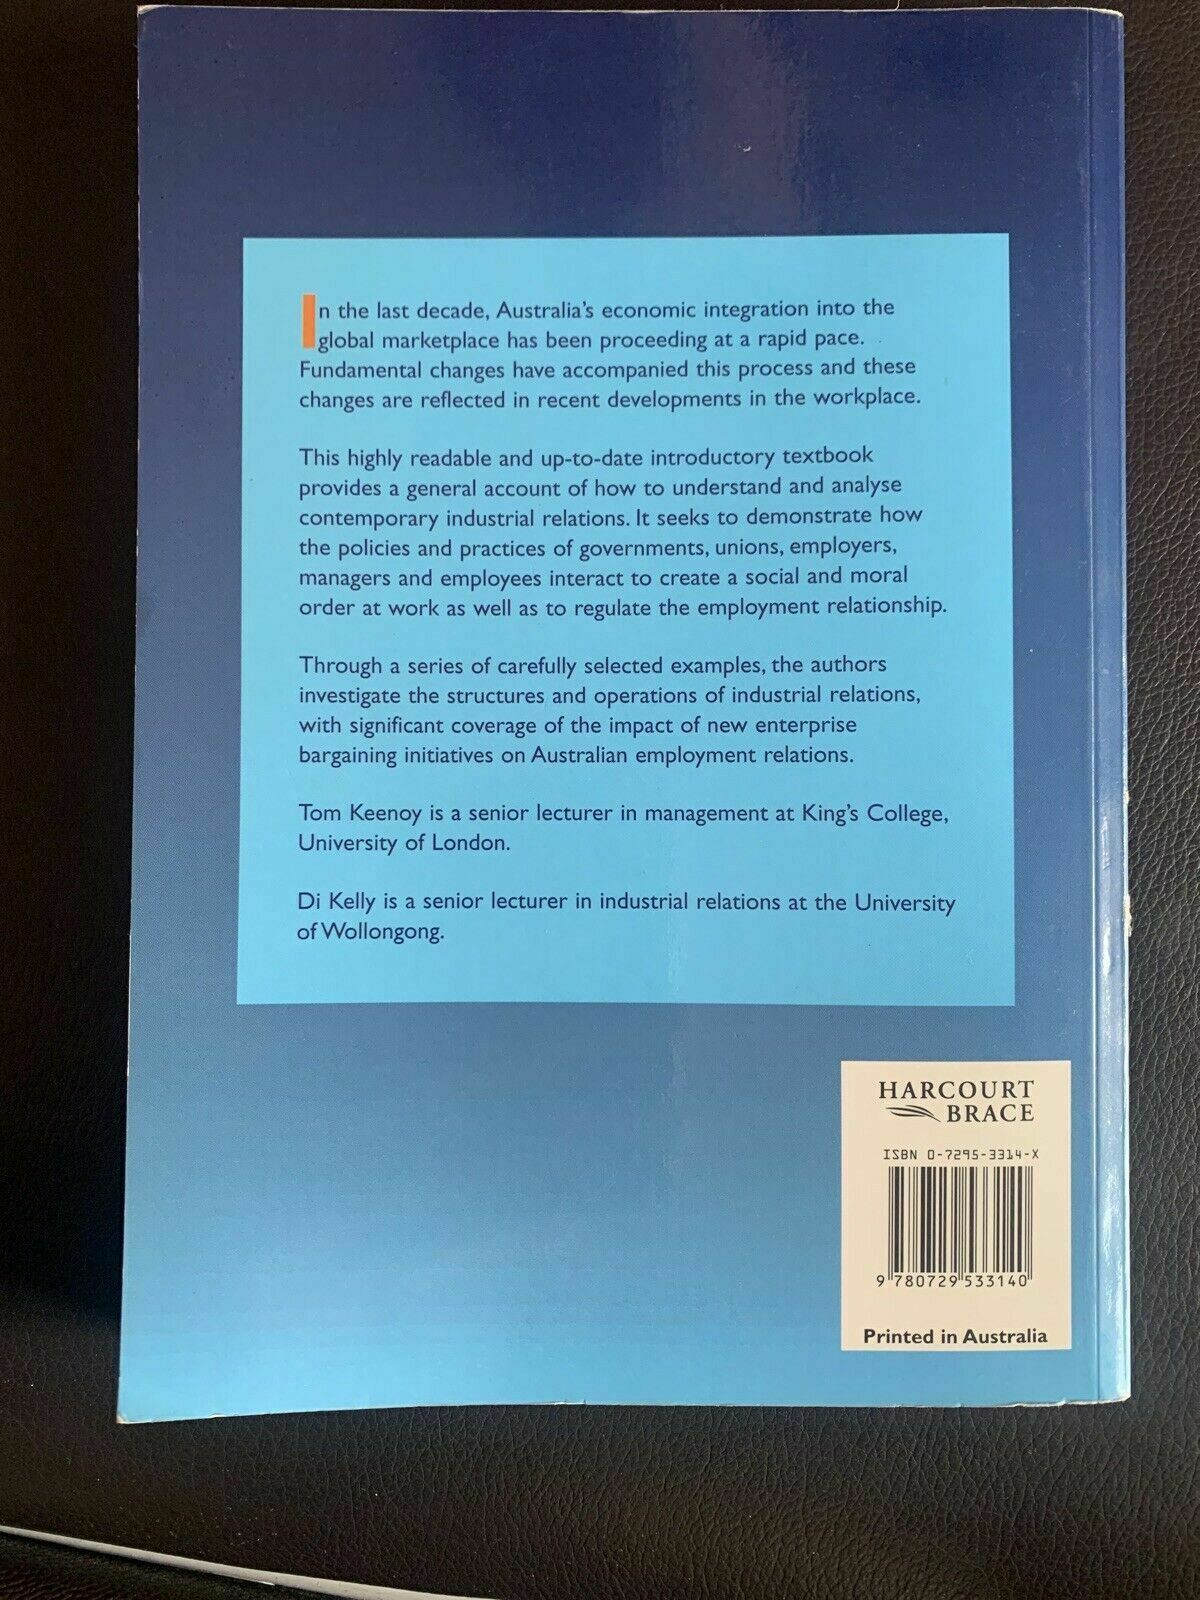 In the last decade, Australia's economic integration into the
global marketplace has been proceeding at a rapid pace.
Fundamental changes have accompanied this process and these
changes are reflected in recent developments in the workplace.
This highly readable and up-to-date introductory textbook
provides a general account of how to understand and analyse
contemporary industrial relations. It seeks to demonstrate how
the policies and practices of governments, unions, employers,
managers and employees interact to create a social and moral
order at work as well as to regulate the employment relationship.
Through a series of carefully selected examples, the authors
investigate the structures and operations of industrial relations,
with significant coverage of the impact of new enterprise
bargaining initiatives on Australian employment relations.
Tom Keenoy is a senior lecturer in management at King's College,
University of London.
Di Kelly is a senior lecturer in industrial relations at the University
of Wollongong.
HARCOURT
BRACE
ISBN 0-7295-3314-X
9 780729 533140
Printed in Australia